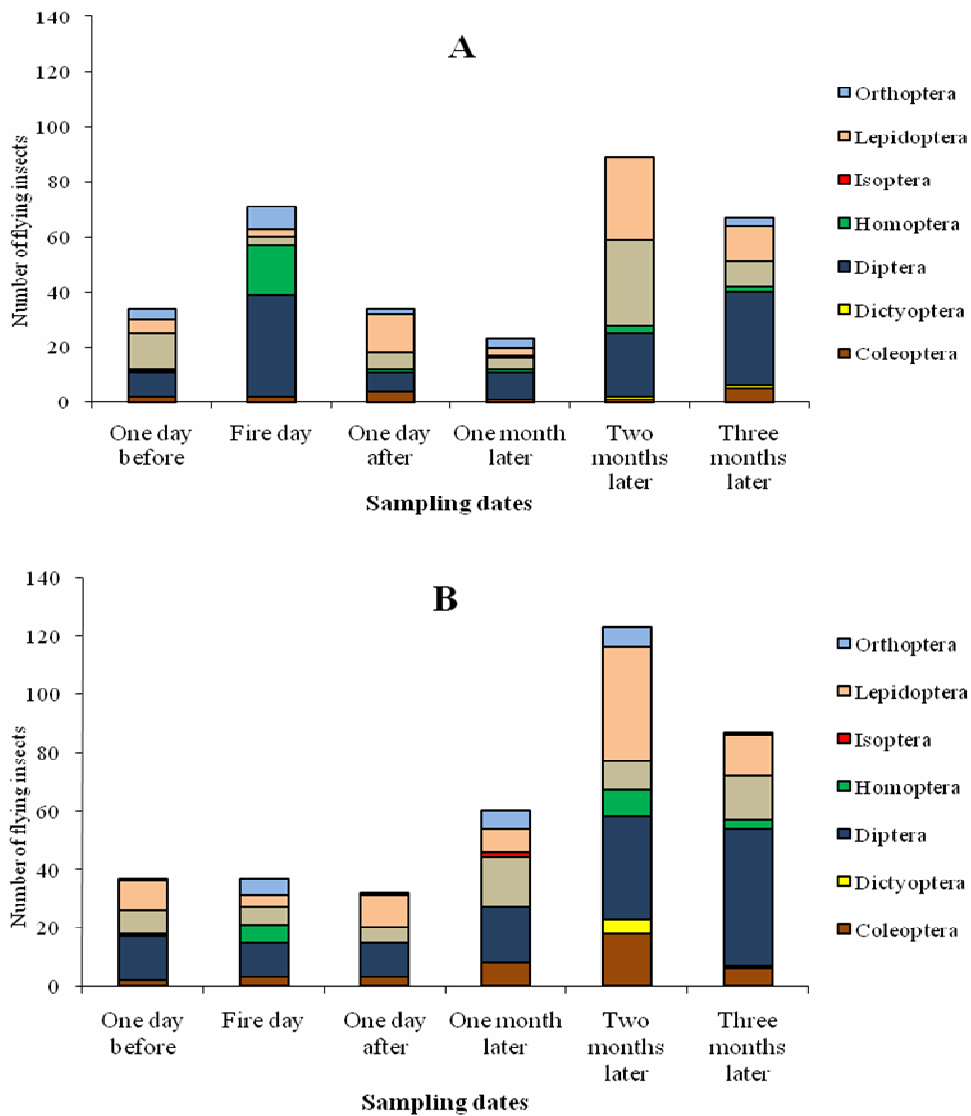 A
140
120
100
80
60
40
20
0
Number of flying insects
One day before
Fire day
One day after
One month later
Two months later
Three months later
Sampling dates
Orthoptera
Lepidoptera
Isoptera
Homoptera
Diptera
Dictyoptera
Coleoptera
B
140
120
100
80
60
40
20
0
Number of flying insects
One day before
Fire day
One day after
One month later
Two months later
Three months later
Sampling dates
Orthoptera
Lepidoptera
Isoptera
Homoptera
Diptera
Dictyoptera
Coleoptera